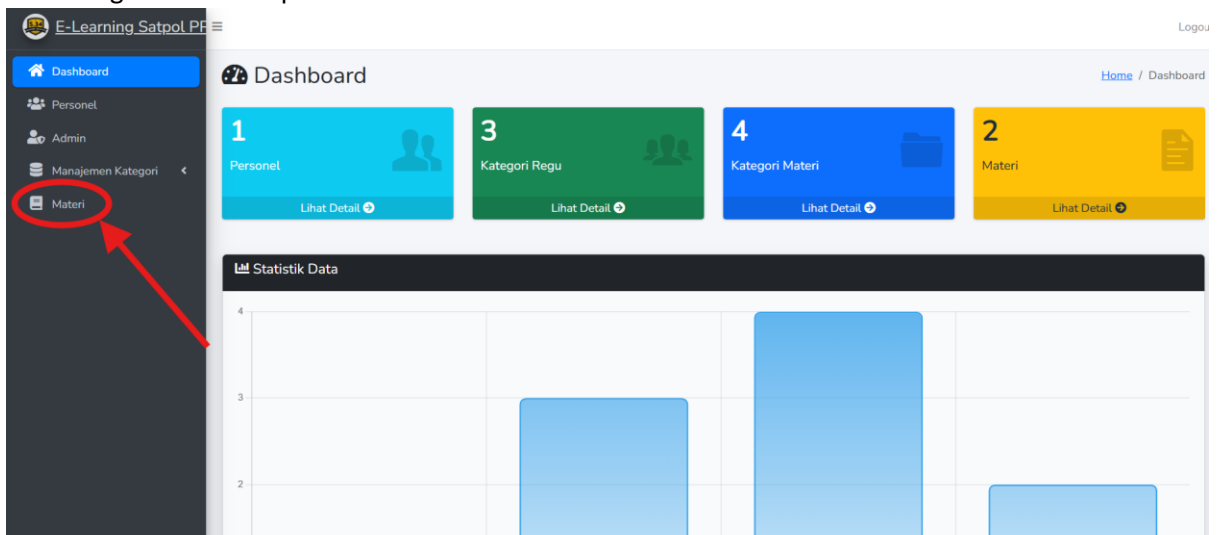 E-Learning Satpol PP
Logou
Dashboard
Personel
Admin
Manajemen Kategori
Materi
Dashboard
Home / Dashboard
1
Personel
Lihat Detail
3
Kategori Regu
Lihat Detail
4
Kategori Materi
Lihat Detail
2
Materi
Lihat Detail
Statistik Data
4
3
2